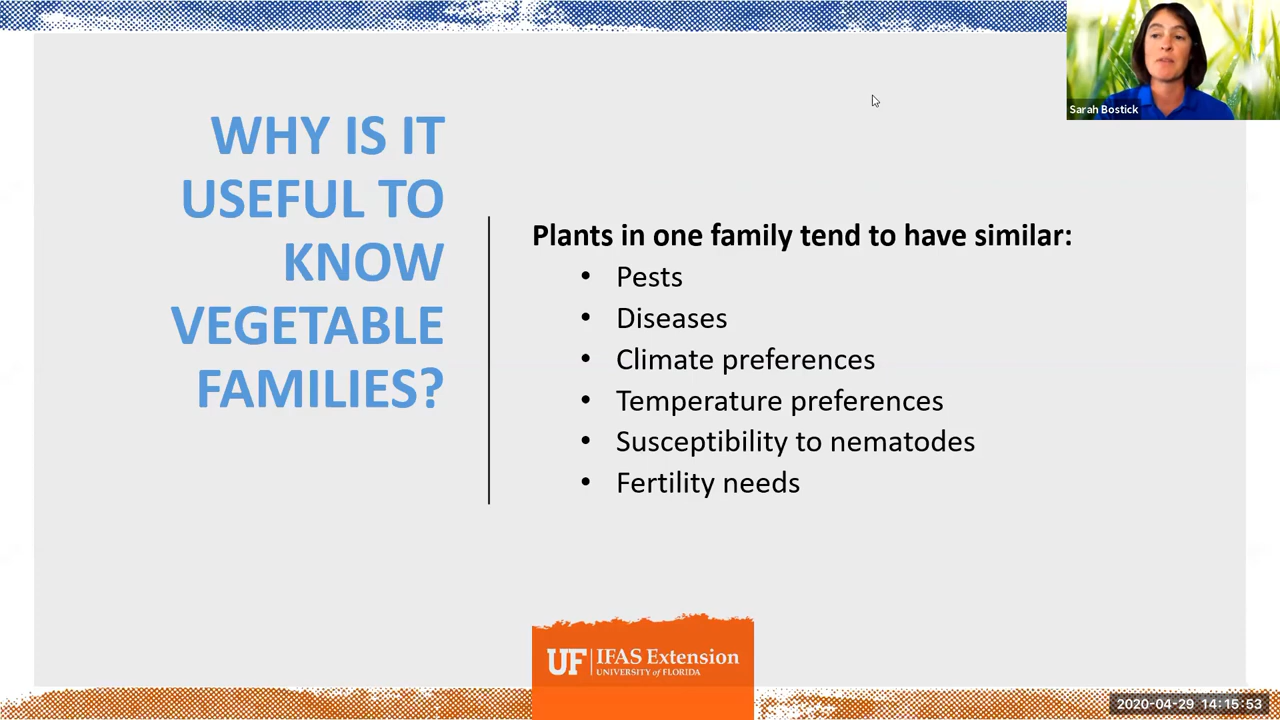 WHY IS IT
USEFUL TO
KNOW
VEGETABLE
FAMILIES?
Plants in one family tend to have similar:
• Pests
• Diseases
• Climate preferences
• Temperature preferences
• Susceptibility to nematodes
• Fertility needs
Sarah Bostick
UF IFAS Extension
UNIVERSITY of FLORIDA
2020-04-29 14:15:53